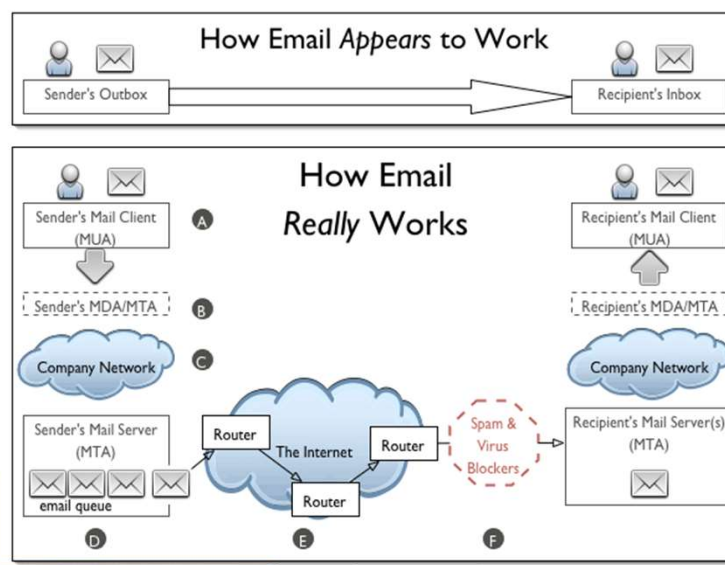 How Email Appears to Work
Sender's Outbox
Recipient's Inbox
How Email
Really Works
Sender's Mail Client
(MUA)
A
Recipient's Mail Client
(MUA)
Sender's MDA/MTA
B
Recipient's MDA/MTA
Company Network
C
Company Network
Sender's Mail Server
(MTA)
email queue
Router
The Internet
Router
Router
Spam &
Virus
Blockers
Recipient's Mail Server(s)
(MTA)
D
E
F